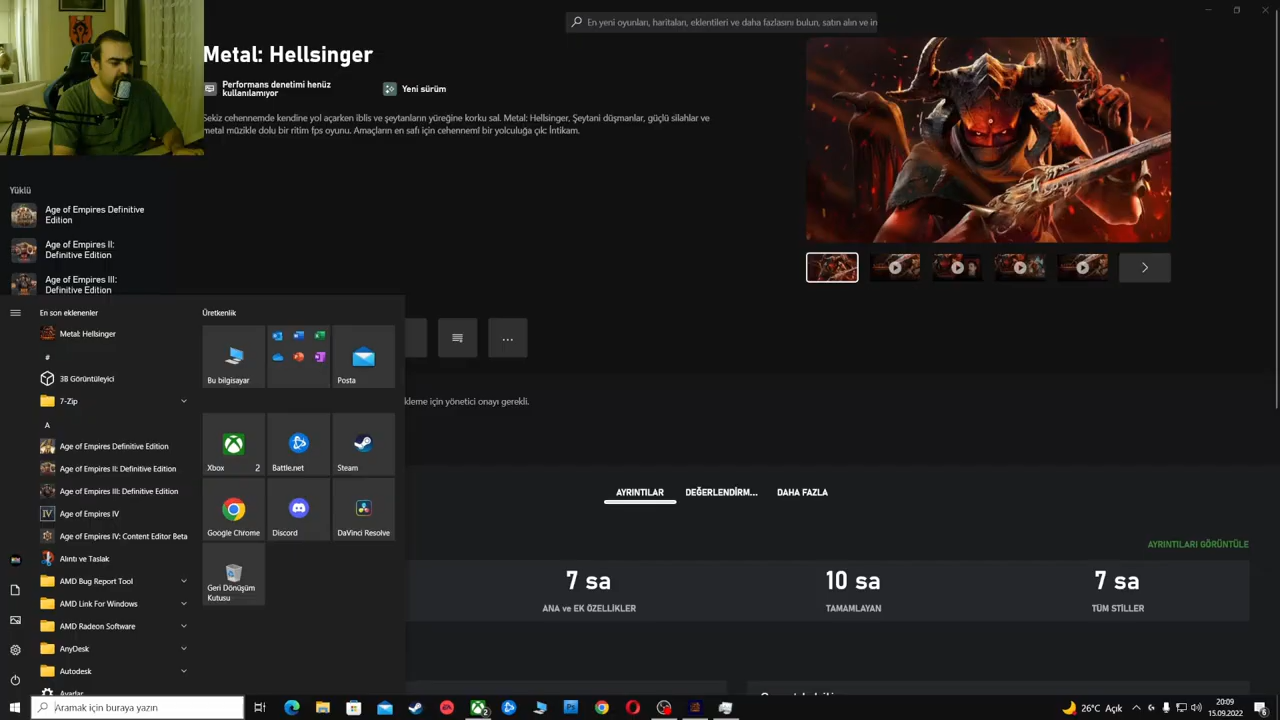 En yeni oyunları, haritaları, eklentileri ve daha fazlasını bulun, satın alın ve in
Metal: Hellsinger
Performans denetimi henüz
kullanılamıyor
Yeni sürüm
Sekiz cehennemde kendine yol açarken iblis ve şeytanların yüreğine korku sal. Metal: Hellsinger, Şeytani düşmanlar, güçlü silahlar ve
metal müzikle dolu bir ritim fps oyunu. Amaçların en safı için cehenneml bir yolculuğa çık: İntikam.
Yüklü
Age of Empires Definitive
Edition
Age of Empires II:
Definitive Edition
Age of Empires III:
Definitive Edition
En son eklenenler
Metal: Hellsinger
#
3B Görüntüleyici
7-Zip
A
Age of Empires Definitive Edition
Age of Empires II: Definitive Edition
Age of Empires III: Definitive Edition
Age of Empires IV
Age of Empires IV: Content Editor Beta
Alıntı ve Taslak
AMD Bug Report Tool
AMD Link For Windows
AMD Radeon Software
AnyDesk
Autodesk
Ayarlar
Üretkenlik
Bu bilgisayar
Posta
Xbox 2
Battle.net
Steam
Google Chrome
Discord
DaVinci Resolve
Geri Dönüşüm
Kutusu
kleme için yönetici onayı gerekli.
AYRINTILAR
DEĞERLENDİRM...
DAHA FAZLA
AYRINTILARI GÖRÜNTÜLE
7 sa
10 sa
7 sa
ANA ve EK ÖZELLİKLER
TAMAMLAYAN
TÜM STİLLER
Aramak için buraya yazın
26°C Açık
20:09
15.09.2022
6